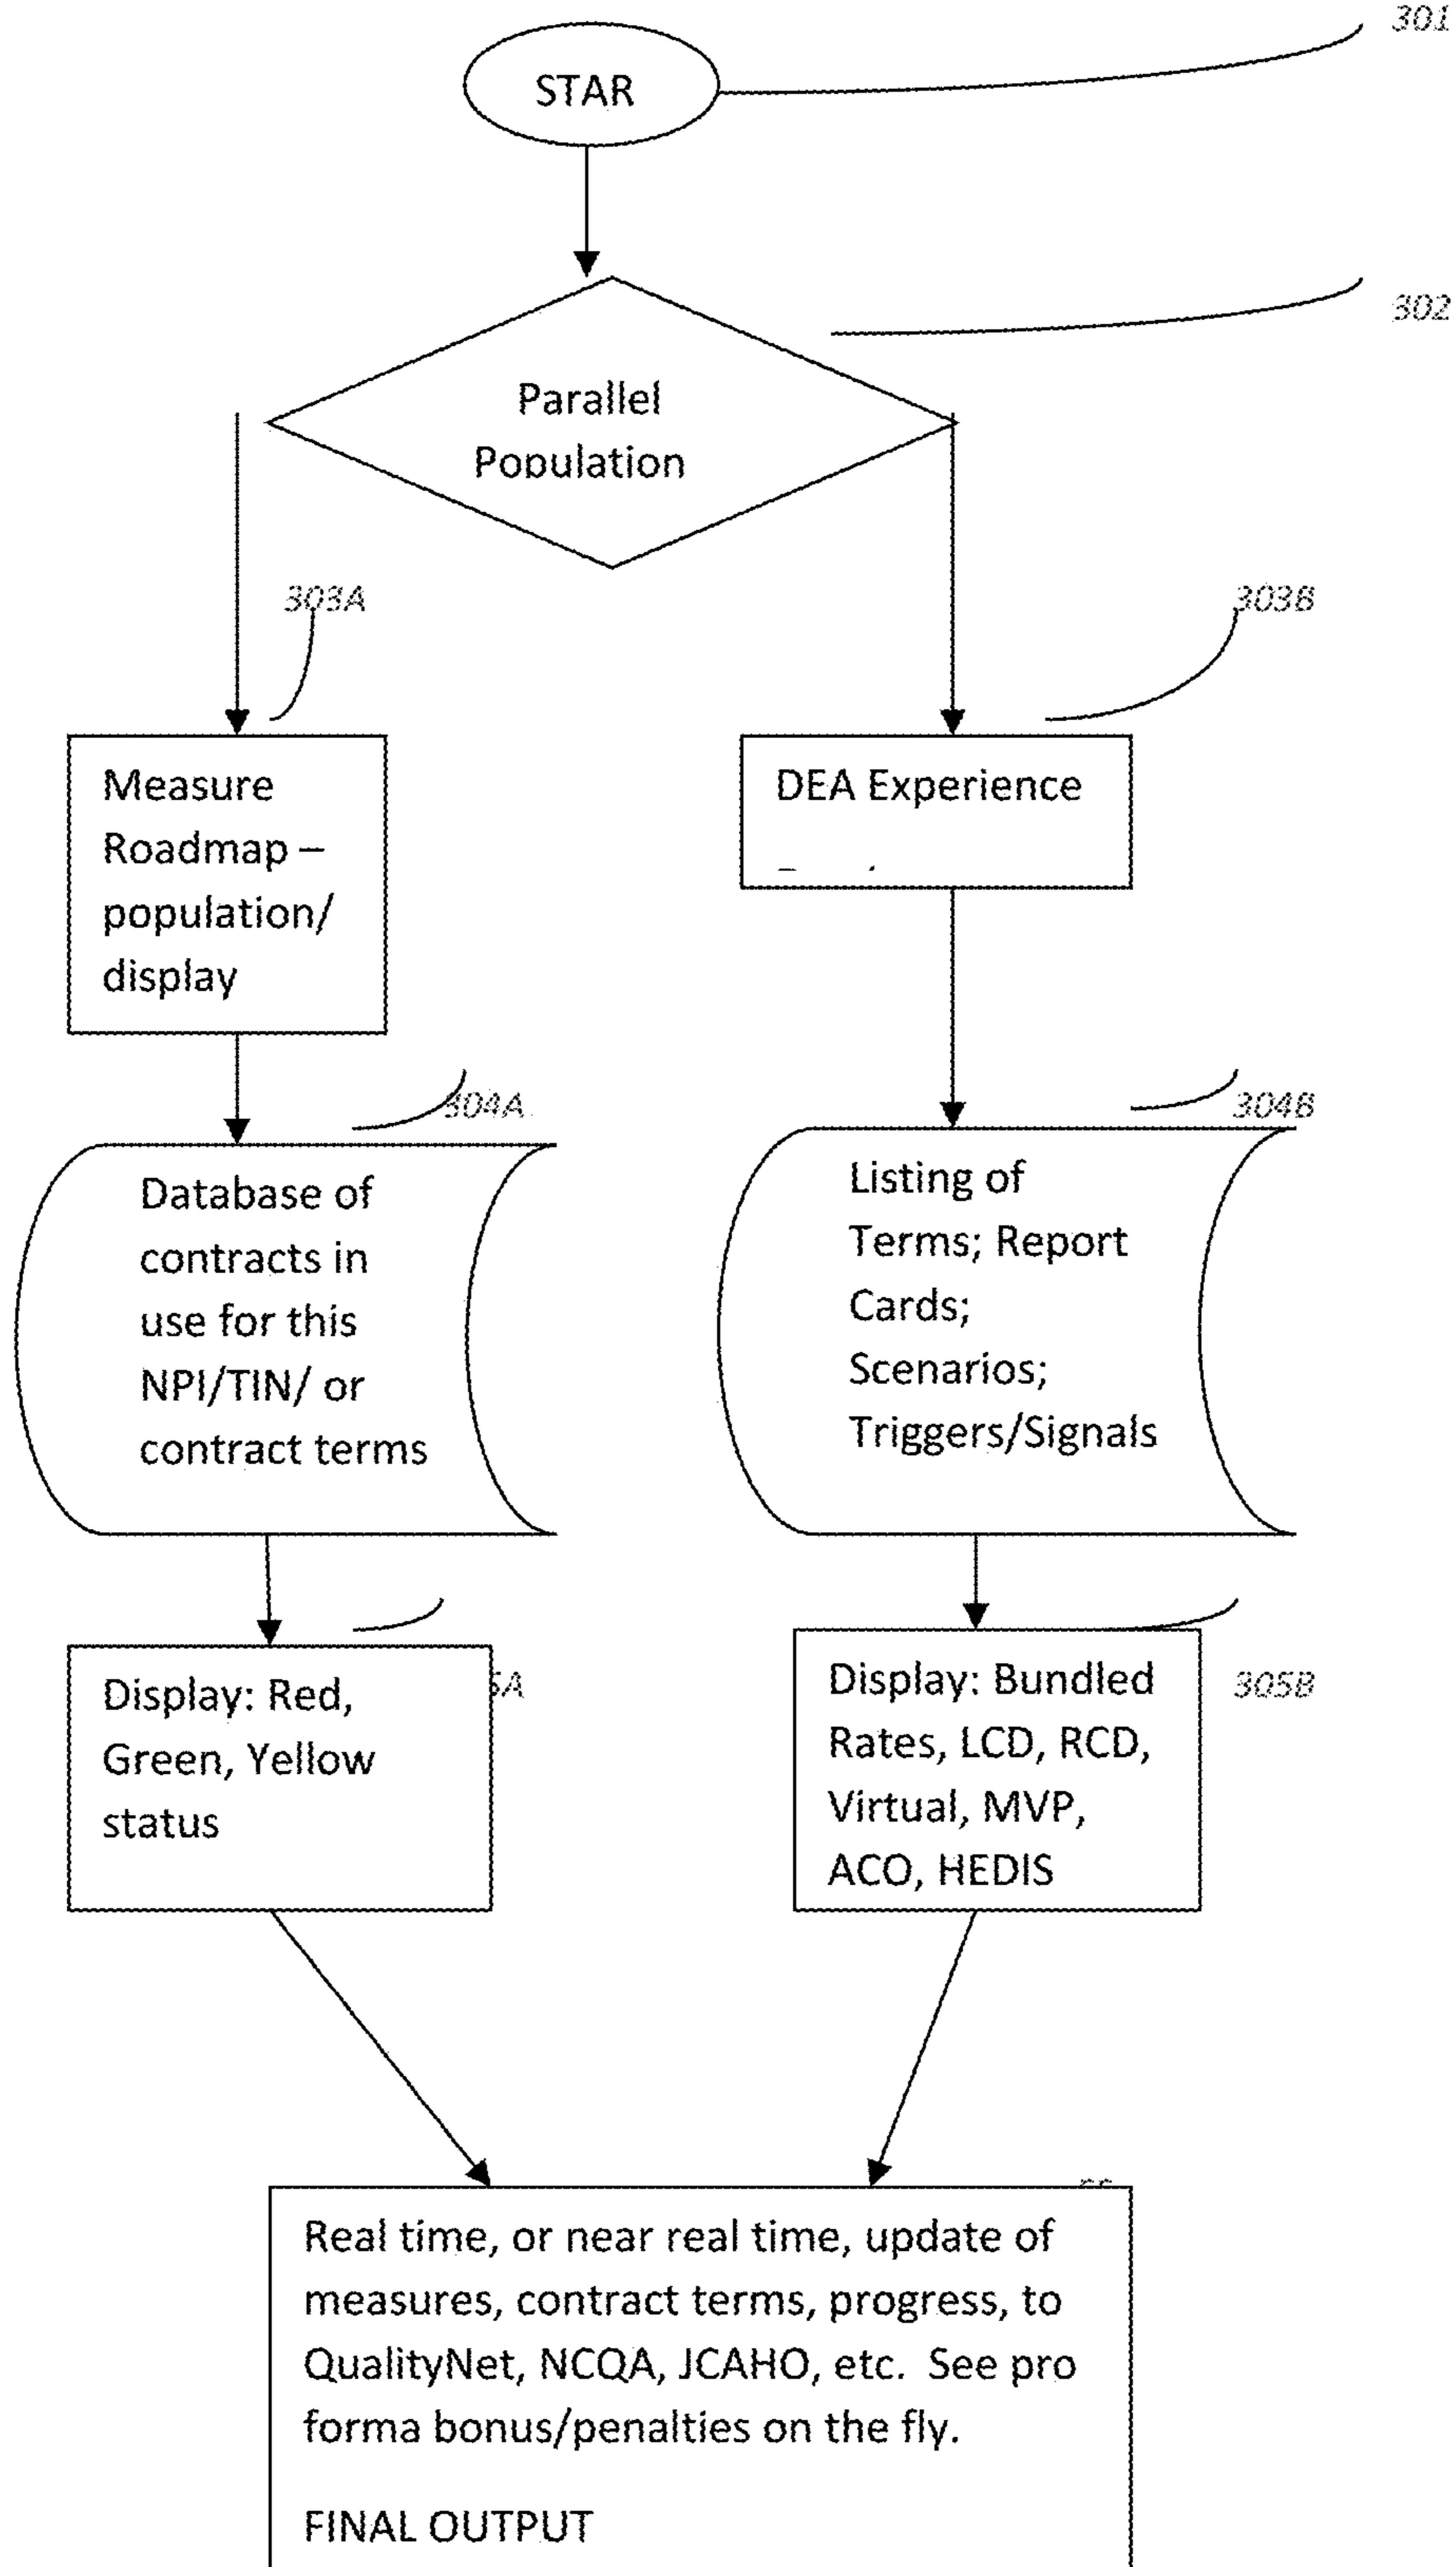 301
STAR
302
Parallel
Population
303A
303B
Measure
Roadmap –
population/
display
DEA Experience
304A
304B
Database of
contracts in
use for this
NPI/TIN/ or
contract terms
Listing of
Terms; Report
Cards;
Scenarios;
Triggers/Signals
5A
305B
Display: Red,
Green, Yellow
status
Display: Bundled
Rates, LCD, RCD,
Virtual, MVP,
ACO, HEDIS
Real time, or near real time, update of
measures, contract terms, progress, to
QualityNet, NCQA, JCAHO, etc. See pro
forma bonus/penalties on the fly.
FINAL OUTPUT